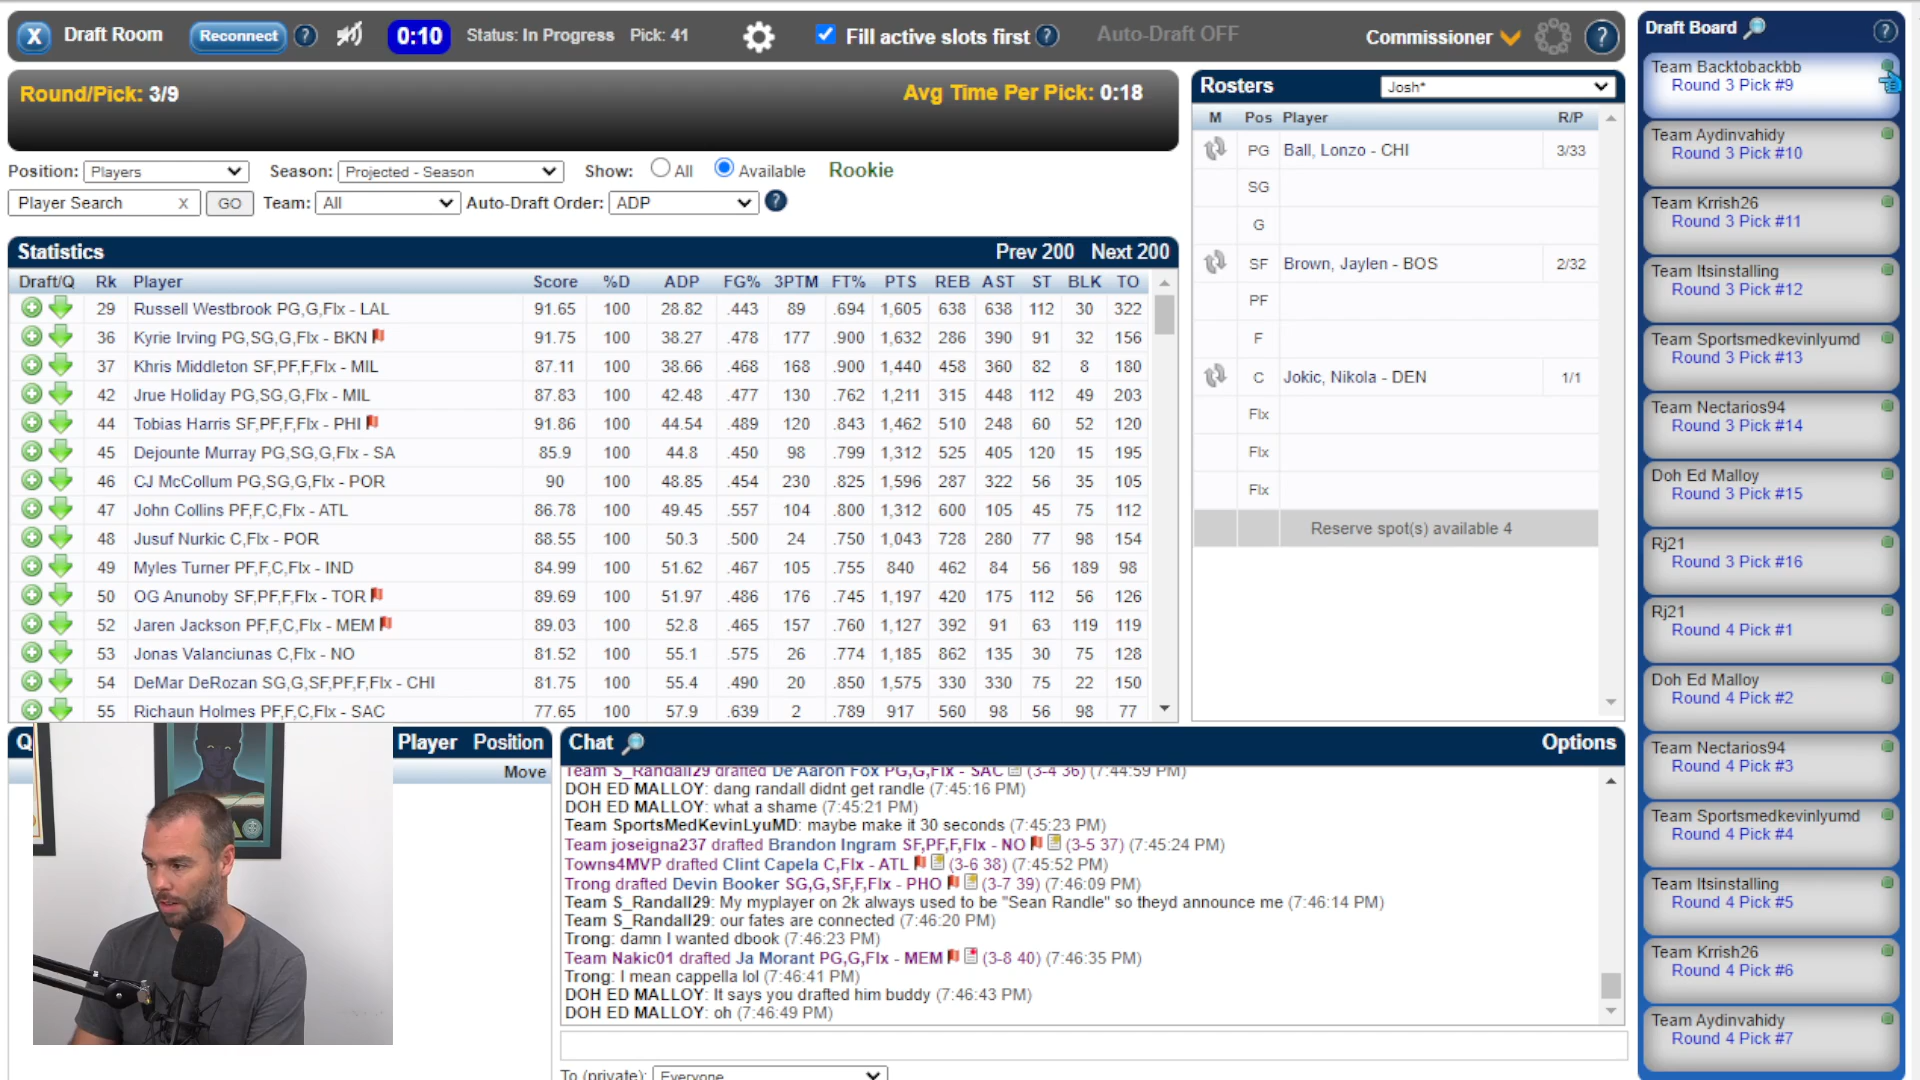 X Draft Room Reconnect ? 0:10 Status: In Progress Pick: 41 Fill active slots first ? Auto-Draft OFF Commissioner ?
Round/Pick: 3/9 Avg Time Per Pick: 0:18
Position: Players Season: Projected - Season Show: All Available Rookie
Player Search X GO Team: All Auto-Draft Order: ADP ?
Statistics Prev 200 Next 200
Draft/Q Rk Player Score %D ADP FG% 3PTM FT% PTS REB AST ST BLK TO
29 Russell Westbrook PG,G,Flx - LAL 91.65 100 28.82 .443 89 .694 1,605 638 638 112 30 322
36 Kyrie Irving PG,SG,G,Flx - BKN 91.75 100 38.27 .478 177 .900 1,632 286 390 91 32 156
37 Khris Middleton SF,PF,F,Flx - MIL 87.11 100 38.66 .468 168 .900 1,440 458 360 82 8 180
42 Jrue Holiday PG,SG,G,Flx - MIL 87.83 100 42.48 .477 130 .762 1,211 315 448 112 49 203
44 Tobias Harris SF,PF,F,Flx - PHI 91.86 100 44.54 .489 120 .843 1,462 510 248 60 52 120
45 Dejounte Murray PG,SG,G,Flx - SA 85.9 100 44.8 .450 98 .799 1,312 525 405 120 15 195
46 CJ McCollum PG,SG,G,Flx - POR 90 100 48.85 .454 230 .825 1,596 287 322 56 35 105
47 John Collins PF,F,C,Flx - ATL 86.78 100 49.45 .557 104 .800 1,312 600 105 45 75 112
48 Jusuf Nurkic C,Flx - POR 88.55 100 50.3 .500 24 .750 1,043 728 280 77 98 154
49 Myles Turner PF,F,C,Flx - IND 84.99 100 51.62 .467 105 .755 840 462 84 56 189 98
50 OG Anunoby SF,PF,F,Flx - TOR 89.69 100 51.97 .486 176 .745 1,197 420 175 112 56 126
52 Jaren Jackson PF,F,C,Flx - MEM 89.03 100 52.8 .465 157 .760 1,127 392 91 63 119 119
53 Jonas Valanciunas C,Flx - NO 81.52 100 55.1 .575 26 .774 1,185 862 135 30 75 128
54 DeMar DeRozan SG,G,SF,PF,F,Flx - CHI 81.75 100 55.4 .490 20 .850 1,575 330 330 75 22 150
55 Richaun Holmes PF,F,C,Flx - SAC 77.65 100 57.9 .639 2 .789 917 560 98 56 98 77
Rosters Josh*
M Pos Player R/P
PG Ball, Lonzo - CHI 3/33
SG
G
SF Brown, Jaylen - BOS 2/32
PF
F
C Jokic, Nikola - DEN 1/1
Flx
Flx
Flx
Reserve spot(s) available 4
Player Position
Move
Chat Options
Team S_Randall29 drafted De'Aaron Fox PG,G,Flx - SAC (3-4 36) (7:44:59 PM)
DOH ED MALLOY: dang randall didnt get randle (7:45:16 PM)
DOH ED MALLOY: what a shame (7:45:21 PM)
Team SportsMedKevinLyuMD: maybe make it 30 seconds (7:45:23 PM)
Team joseigna237 drafted Brandon Ingram SF,PF,F,Flx - NO (3-5 37) (7:45:24 PM)
Towns4MVP drafted Clint Capela C,Flx - ATL (3-6 38) (7:45:52 PM)
Trong drafted Devin Booker SG,G,SF,F,Flx - PHO (3-7 39) (7:46:09 PM)
Team S_Randall29: My myplayer on 2k always used to be "Sean Randle" so theyd announce me (7:46:14 PM)
Team S_Randall29: our fates are connected (7:46:20 PM)
Trong: damn I wanted dbook (7:46:23 PM)
Team Nakic01 drafted Ja Morant PG,G,Flx - MEM (3-8 40) (7:46:35 PM)
Trong: I mean cappella lol (7:46:41 PM)
DOH ED MALLOY: It says you drafted him buddy (7:46:43 PM)
DOH ED MALLOY: oh (7:46:49 PM)
To (private): Everyone
Draft Board ?
Team Backtobackbb
Round 3 Pick #9
Team Aydinvahidy
Round 3 Pick #10
Team Krrish26
Round 3 Pick #11
Team Itsinstalling
Round 3 Pick #12
Team Sportsmedkevinlyumd
Round 3 Pick #13
Team Nectarios94
Round 3 Pick #14
Doh Ed Malloy
Round 3 Pick #15
Rj21
Round 3 Pick #16
Rj21
Round 4 Pick #1
Doh Ed Malloy
Round 4 Pick #2
Team Nectarios94
Round 4 Pick #3
Team Sportsmedkevinlyumd
Round 4 Pick #4
Team Itsinstalling
Round 4 Pick #5
Team Krrish26
Round 4 Pick #6
Team Aydinvahidy
Round 4 Pick #7